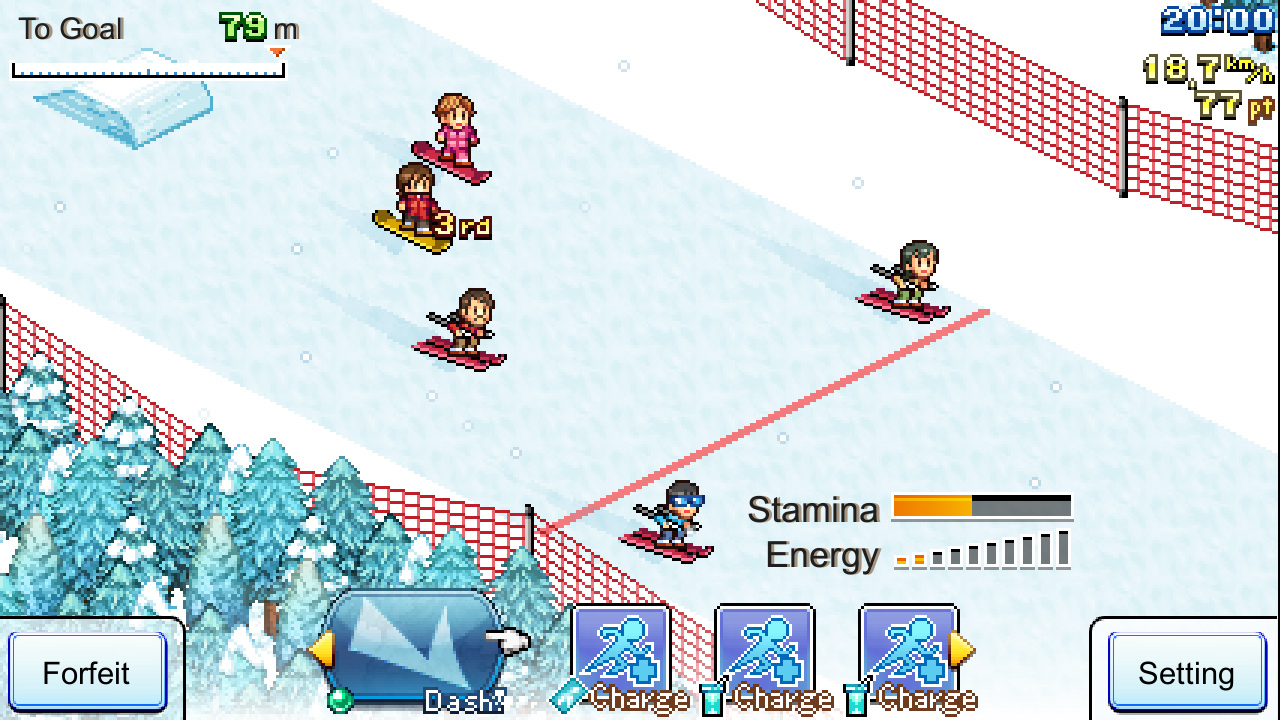 To Goal 79 m
20:00
18.7 km/h
77 pt
3rd
Stamina
Energy
Forfeit
Dash!
Charge
Charge
Charge
Setting